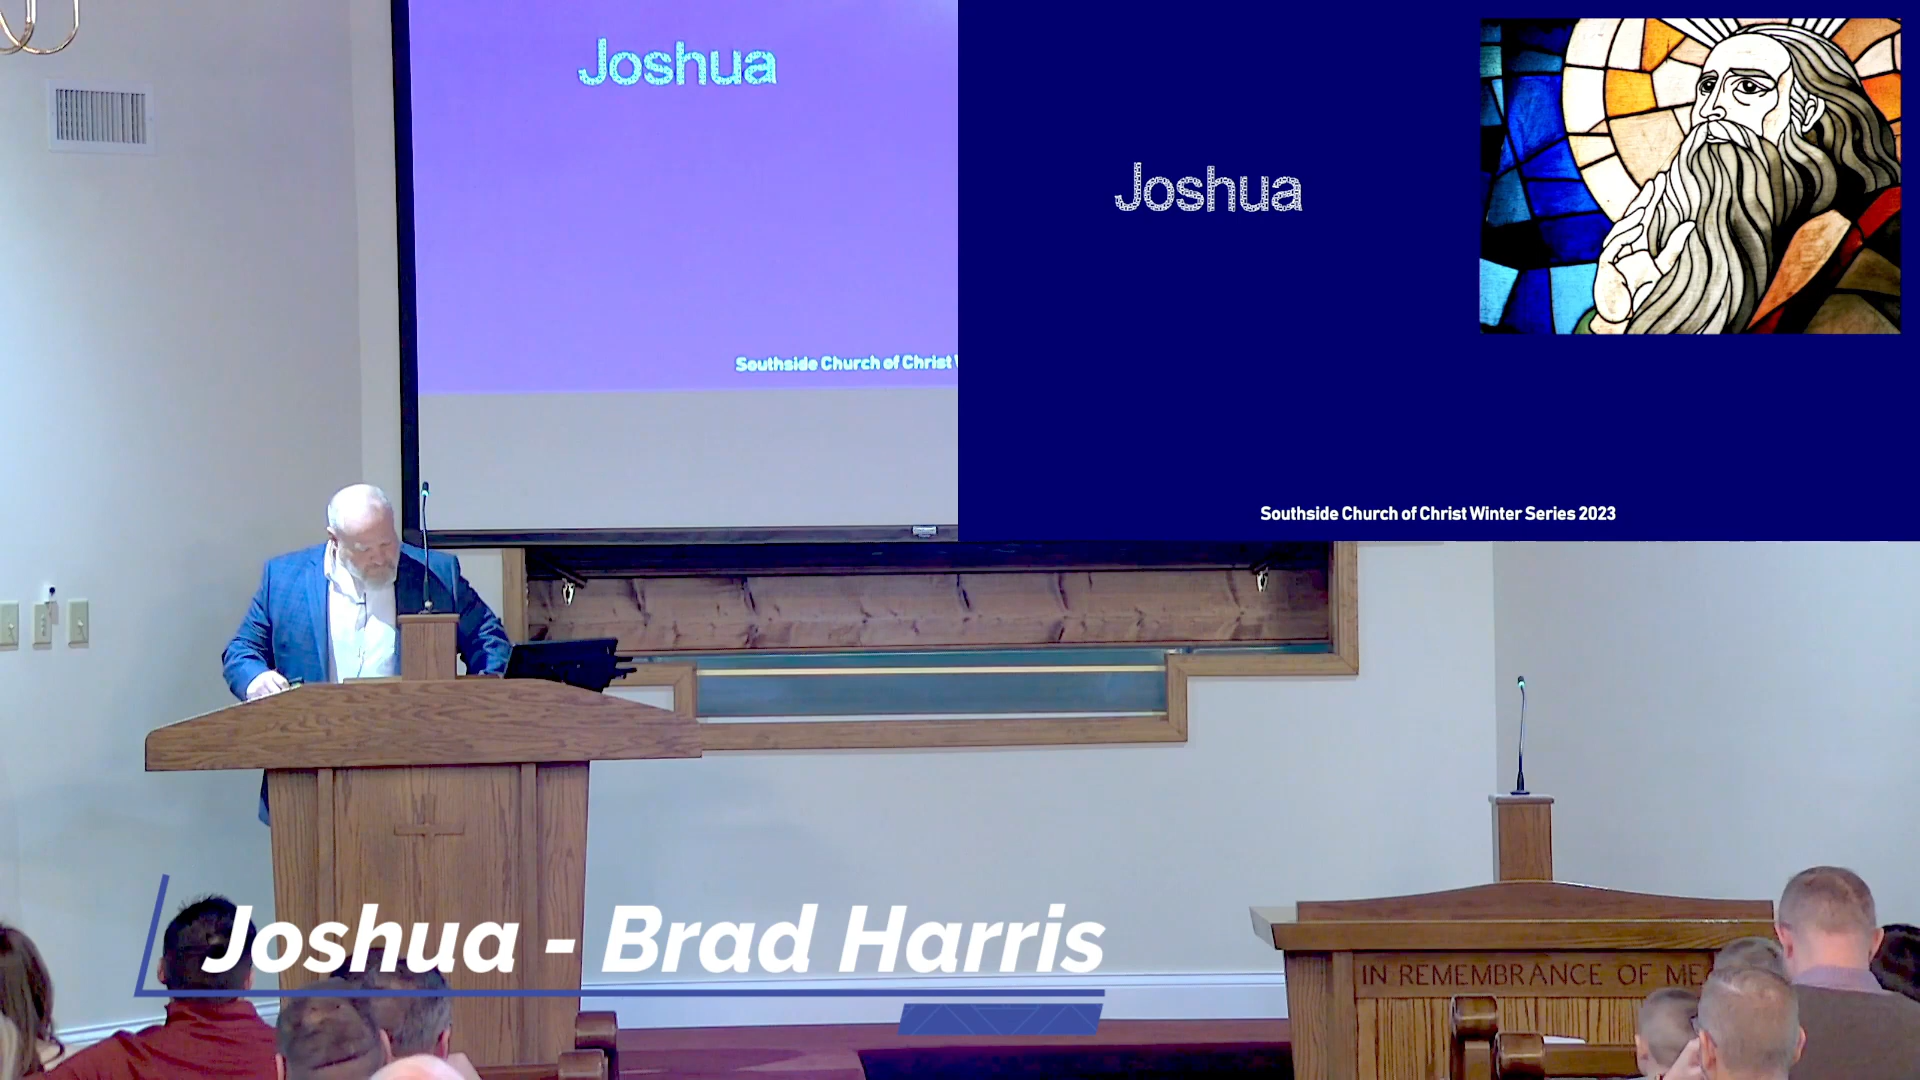 Joshua
Southside Church of Christ
Joshua
Southside Church of Christ Winter Series 2023
Joshua - Brad Harris
IN REMEMBRANCE OF ME